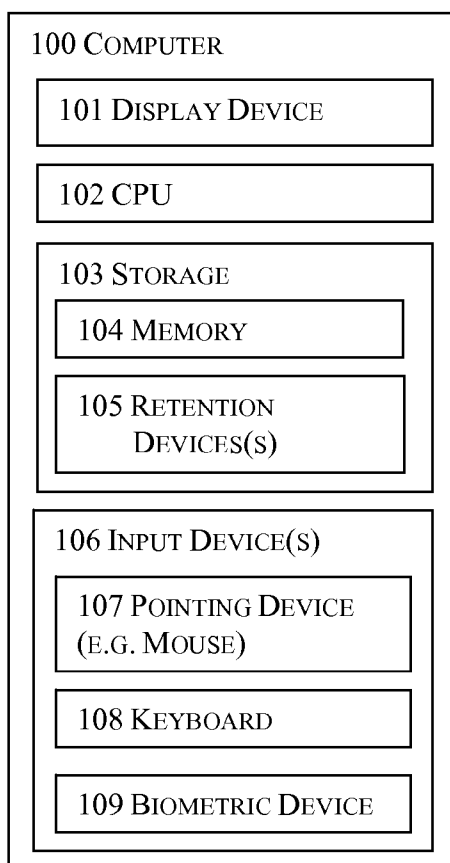 100 COMPUTER
101 DISPLAY DEVICE
102 CPU
103 STORAGE
104 MEMORY
105 RETENTION
DEVICES(S)
106 INPUT DEVICE(S)
107 POINTING DEVICE
(E.G. MOUSE)
108 KEYBOARD
109 BIOMETRIC DEVICE